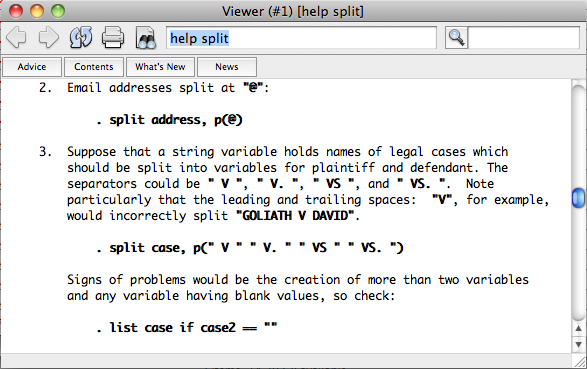 Viewer (#1) [help split]
help split
Advice Contents What's New News
2. Email addresses split at "@":
. split address, p(@)
3. Suppose that a string variable holds names of legal cases which
should be split into variables for plaintiff and defendant. The
separators could be " V ", " V. ", " VS ", and " VS. ". Note
particularly that the leading and trailing spaces: "V", for example,
would incorrectly split "GOLIATH V DAVID".
. split case, p(" V " " V. " " VS " " VS. ")
Signs of problems would be the creation of more than two variables
and any variable having blank values, so check:
. list case if case2 == ""